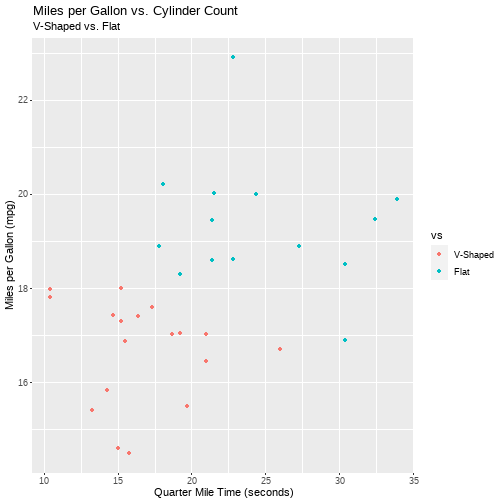 Miles per Gallon vs. Cylinder Count
V-Shaped vs. Flat
Miles per Gallon (mpg)
22
20
18
16
10 15 20 25 30 35
Quarter Mile Time (seconds)
vs
V-Shaped
Flat